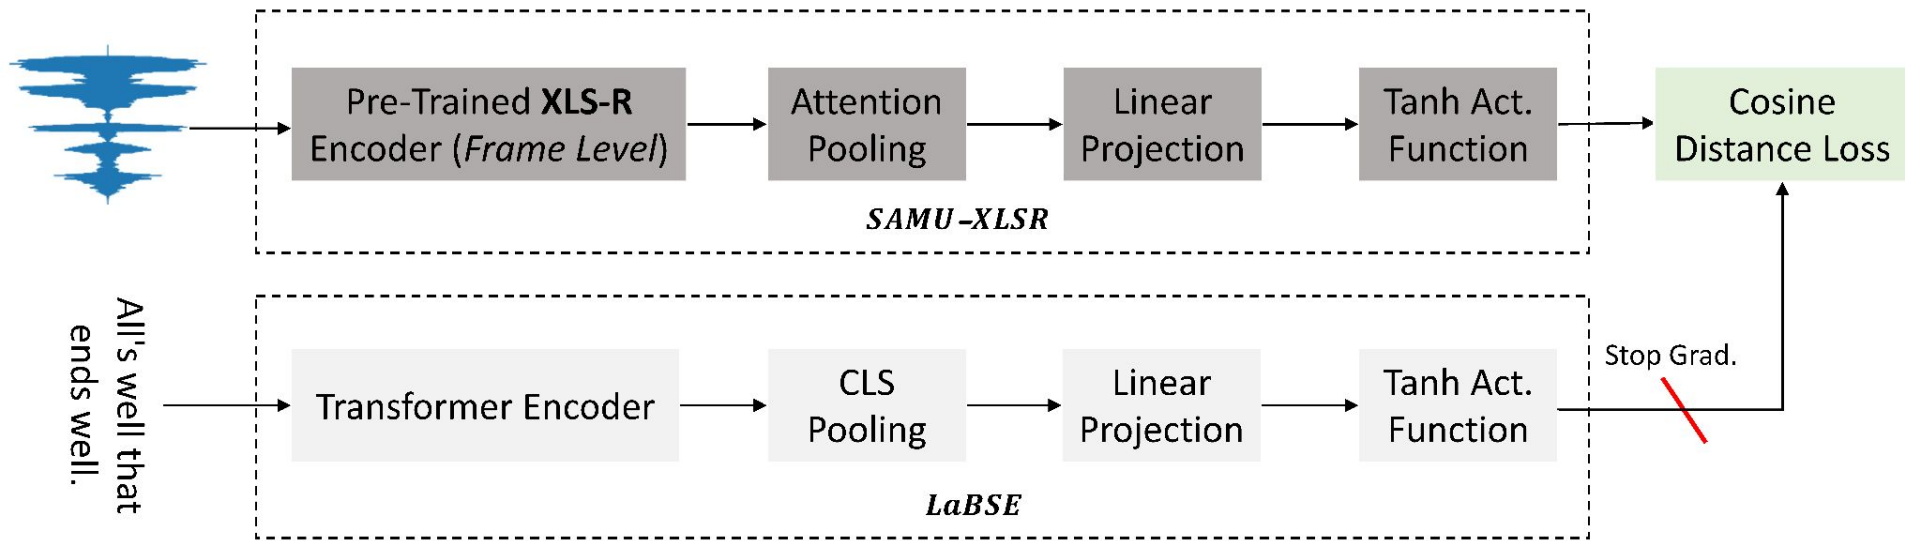 Pre-Trained XLS-R
Encoder (Frame Level)
Attention
Pooling
Linear
Projection
Tanh Act.
Function
Cosine
Distance Loss
SAMU-XLSR
All's well that
ends well.
Transformer Encoder
CLS
Pooling
Linear
Projection
Tanh Act.
Function
Stop Grad.
LaBSE